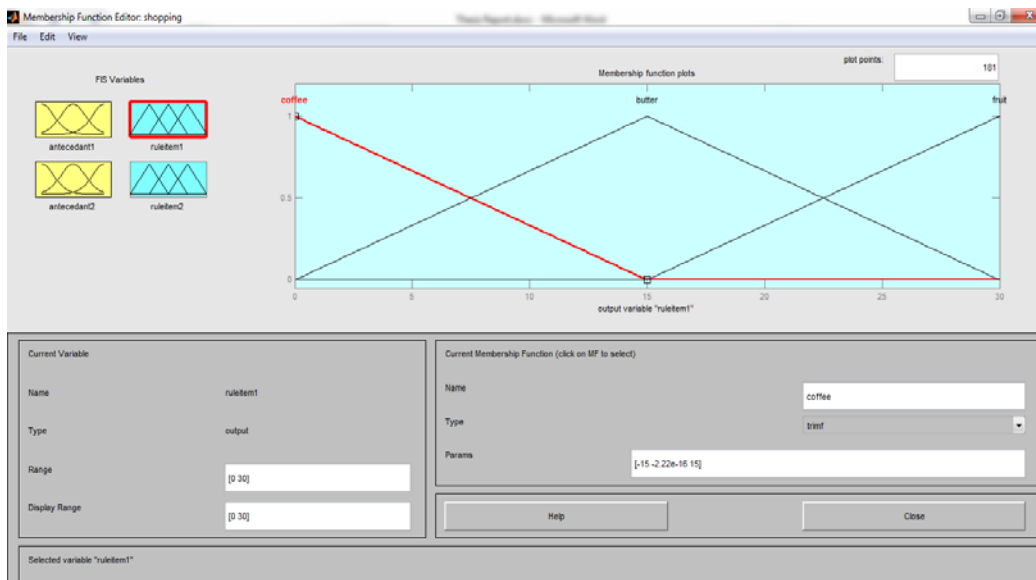 Membership Function Editor: shopping
File Edit View
FIS Variables
antecedant1
ruleitem1
antecedant2
ruleitem2
plot points:
181
Membership function plots
coffee
butter
fruit
1
0.5
0
0 5 10 15 20 25 30
output variable "ruleitem1"
Current Variable
Name ruleitem1
Type output
Range [0 30]
Display Range [0 30]
Current Membership Function (click on MF to select)
Name coffee
Type trimf
Params [-15 -2.22e-16 15]
Help
Close
Selected variable "ruleitem1"